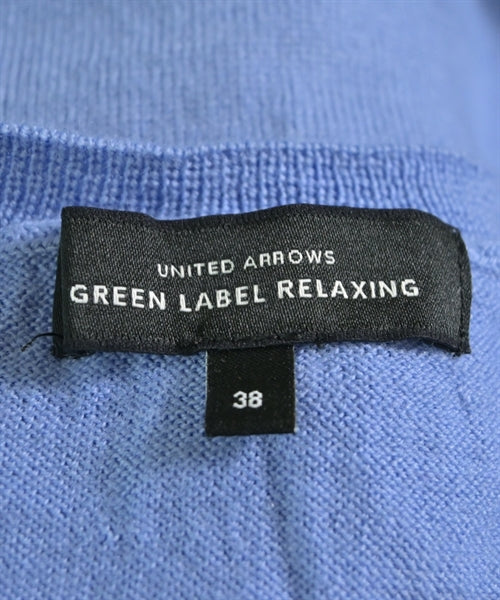 UNITED ARROWS
GREEN LABEL RELAXING
38